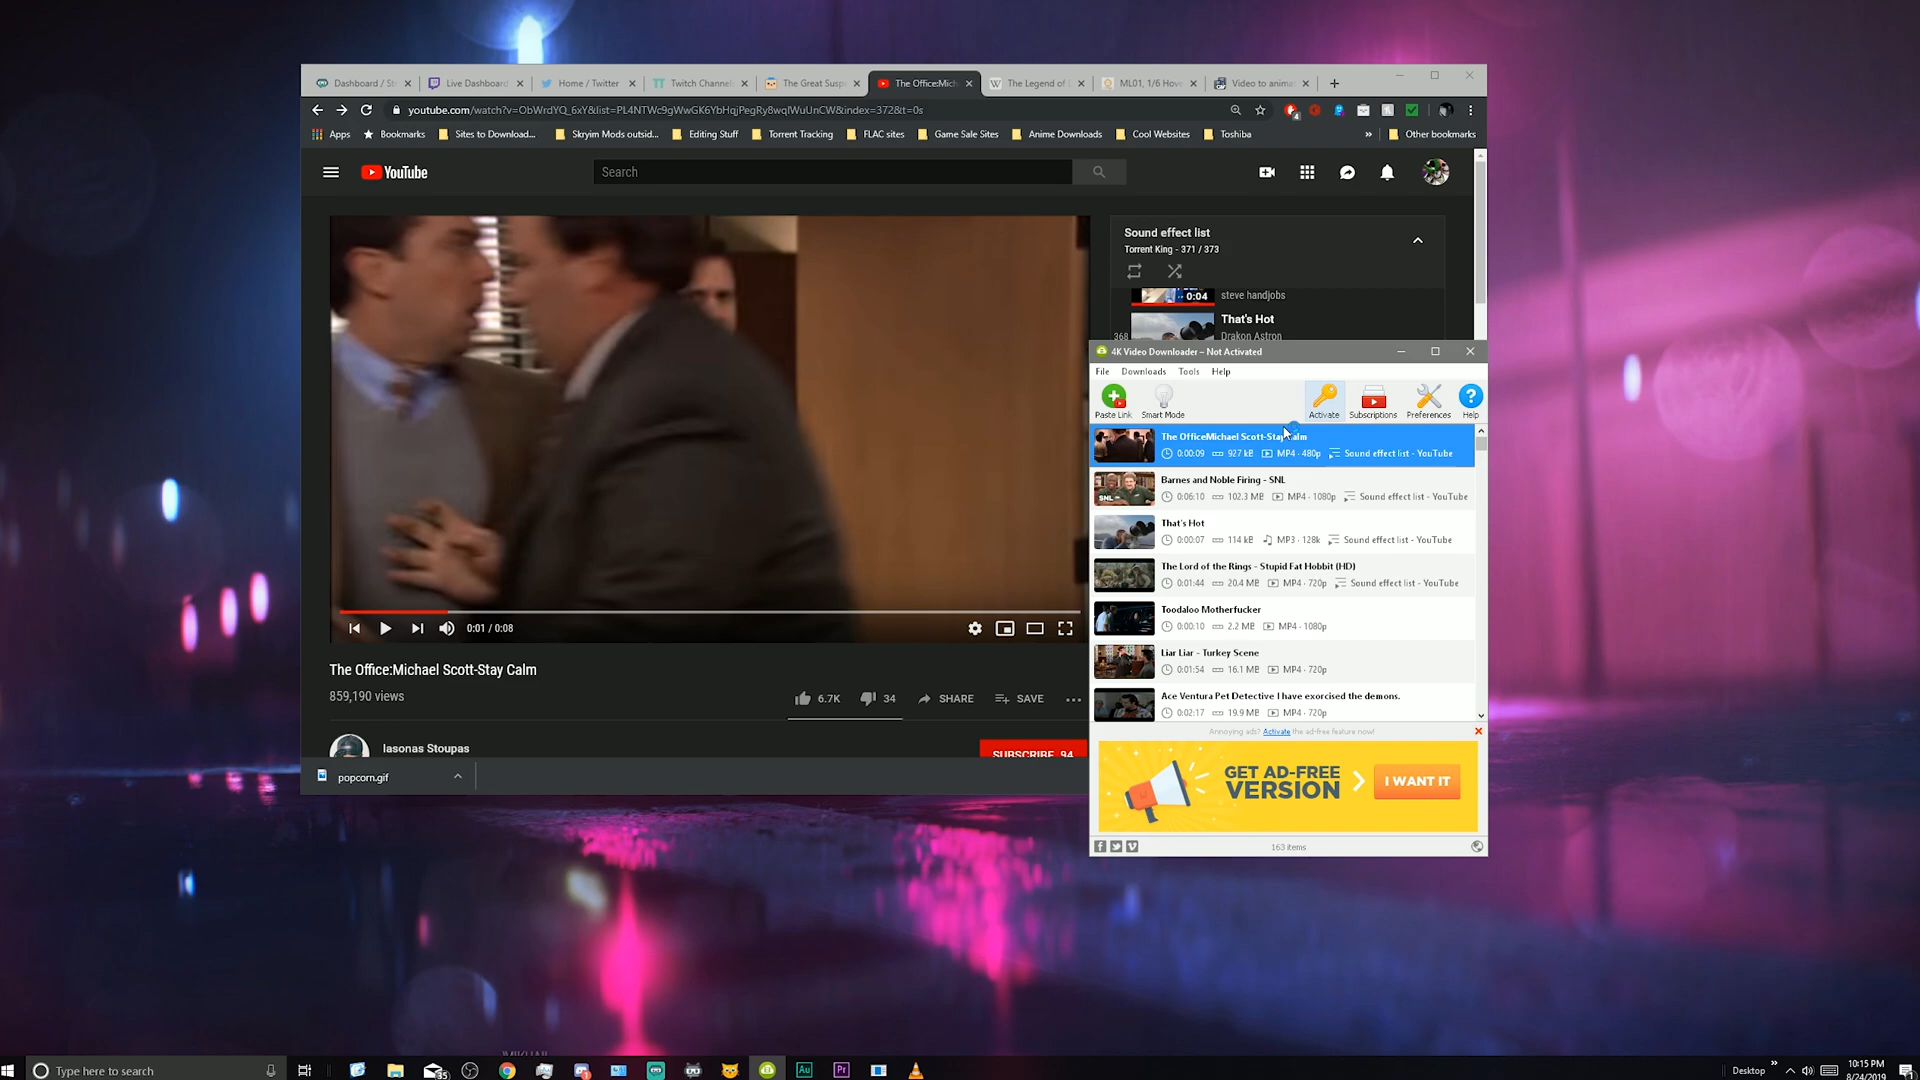 Dashboard / St
Live Dashboard
Home / Twitter
Twitch Channel
The Great Susp
The Office:Mich
The Legend of
ML01, 1/6 Hove
Video to anima
youtube.com/watch?v=ObWrdYQ_6xY&list=PL4NTWc9gWwGK6YbHqjPegRy8wqIWuUnCW&index=372&t=0s
Apps
Bookmarks
Sites to Download...
Skryim Mods outsid...
Editing Stuff
Torrent Tracking
FLAC sites
Game Sale Sites
Anime Downloads
Cool Websites
Toshiba
»
Other bookmarks
YouTube
Search
Sound effect list
Torrent King - 371 / 373
0:04
steve handjobs
That's Hot
368
Drakon Astron
0:01 / 0:08
The Office:Michael Scott-Stay Calm
859,190 views
6.7K
34
SHARE
SAVE
Iasonas Stoupas
SUBSCRIBE 94
popcorn.gif
4K Video Downloader – Not Activated
File Downloads Tools Help
Paste Link
Smart Mode
Activate
Subscriptions
Preferences
Help
The OfficeMichael Scott-Stay Calm
0:00:09 927 kB MP4 · 480p Sound effect list - YouTube
Barnes and Noble Firing - SNL
0:06:10 102.3 MB MP4 · 1080p Sound effect list - YouTube
That's Hot
0:00:07 114 kB MP3 · 128k Sound effect list - YouTube
The Lord of the Rings - Stupid Fat Hobbit (HD)
0:01:44 20.4 MB MP4 · 720p Sound effect list - YouTube
Toodaloo Motherfucker
0:00:10 2.2 MB MP4 · 1080p
Liar Liar - Turkey Scene
0:01:54 16.1 MB MP4 · 720p
Ace Ventura Pet Detective I have exorcised the demons.
0:02:17 19.9 MB MP4 · 720p
Annoying ads? Activate the ad-free feature now!
GET AD-FREE
VERSION
I WANT IT
163 items
Type here to search
35
Au
Pr
Desktop
»
10:15 PM
8/24/2019